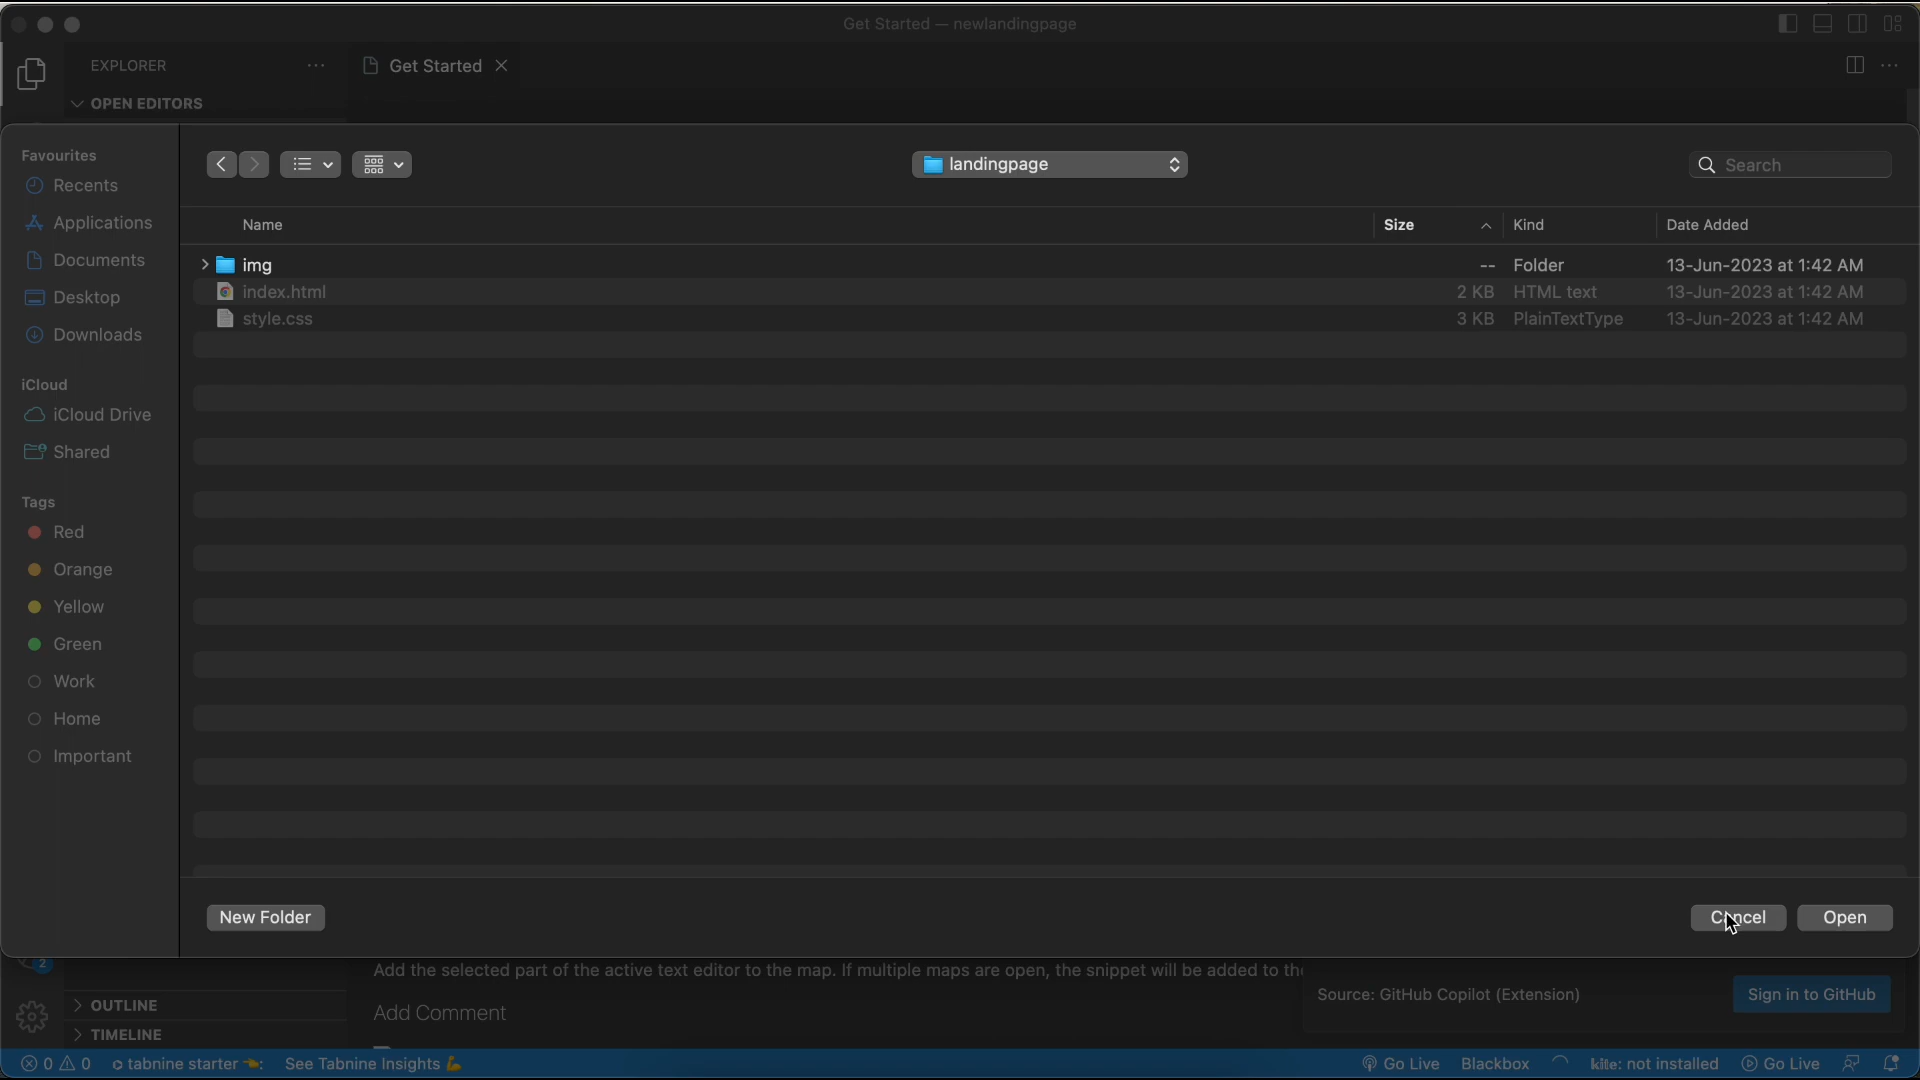 Get Started — newlandingpage
EXPLORER
Get Started
OPEN EDITORS
Favourites
Recents
Applications
Documents
Desktop
Downloads
iCloud
iCloud Drive
Shared
Tags
Red
Orange
Yellow
Green
Work
Home
Important
landingpage
Search
Name Size Kind Date Added
img -- Folder 13-Jun-2023 at 1:42 AM
index.html 2 KB HTML text 13-Jun-2023 at 1:42 AM
style.css 3 KB PlainTextType 13-Jun-2023 at 1:42 AM
New Folder
Cancel
Open
2
Add the selected part of the active text editor to the map. If multiple maps are open, the snippet will be added to
Add Comment
Source: GitHub Copilot (Extension)
Sign in to GitHub
OUTLINE
TIMELINE
0 0 tabnine starter : See Tabnine Insights Go Live Blackbox kite: not installed Go Live